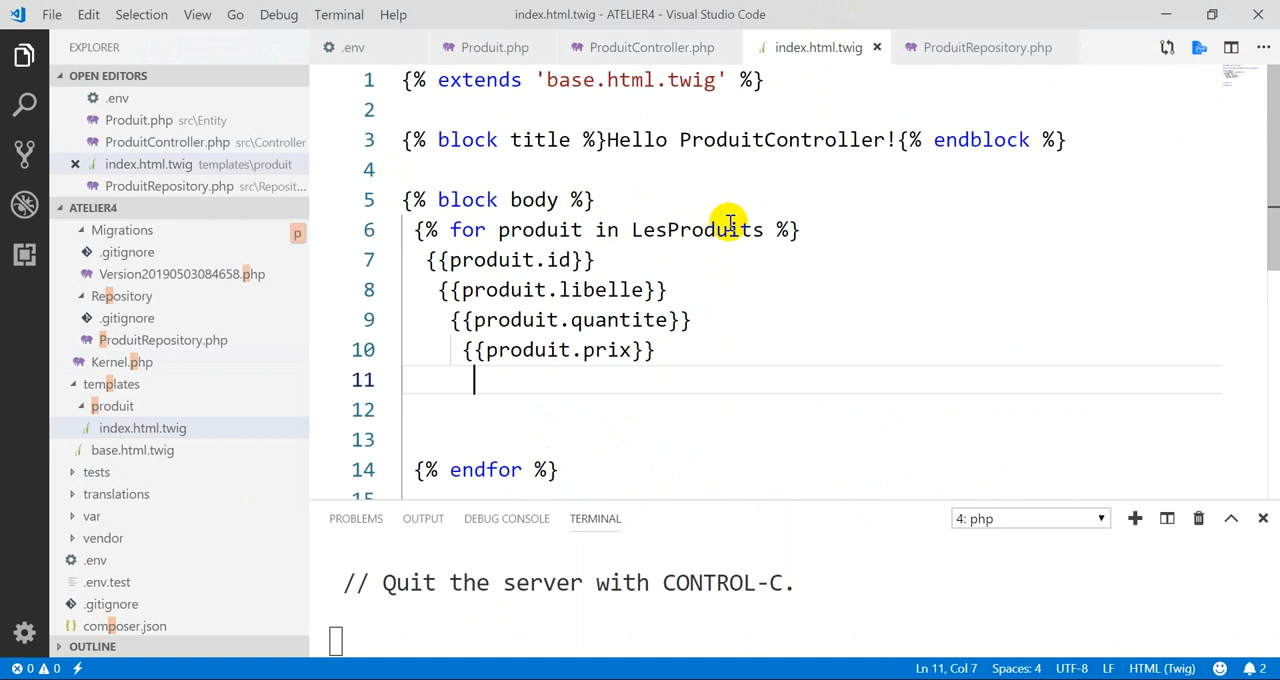 File Edit Selection View Go Debug Terminal Help index.html.twig - ATELIER4 - Visual Studio Code
EXPLORER
OPEN EDITORS
.env
Produit.php src\Entity
ProduitController.php src\Controller
index.html.twig templates\produit
ProduitRepository.php src\Reposit...
ATELIER4
Migrations
p
.gitignore
Version20190503084658.php
Repository
.gitignore
ProduitRepository.php
Kernel.php
templates
produit
index.html.twig
base.html.twig
tests
translations
var
vendor
.env
.env.test
.gitignore
composer.json
OUTLINE
.env Produit.php ProduitController.php index.html.twig ProduitRepository.php
1 {% extends 'base.html.twig' %}
2
3 {% block title %}Hello ProduitController!{% endblock %}
4
5 {% block body %}
6 {% for produit in LesProduits %}
7 {{produit.id}}
8 {{produit.libelle}}
9 {{produit.quantite}}
10 {{produit.prix}}
11
12
13
14 {% endfor %}
15
PROBLEMS OUTPUT DEBUG CONSOLE TERMINAL 4: php
// Quit the server with CONTROL-C.
0 0 Ln 11, Col 7 Spaces: 4 UTF-8 LF HTML (Twig) 2